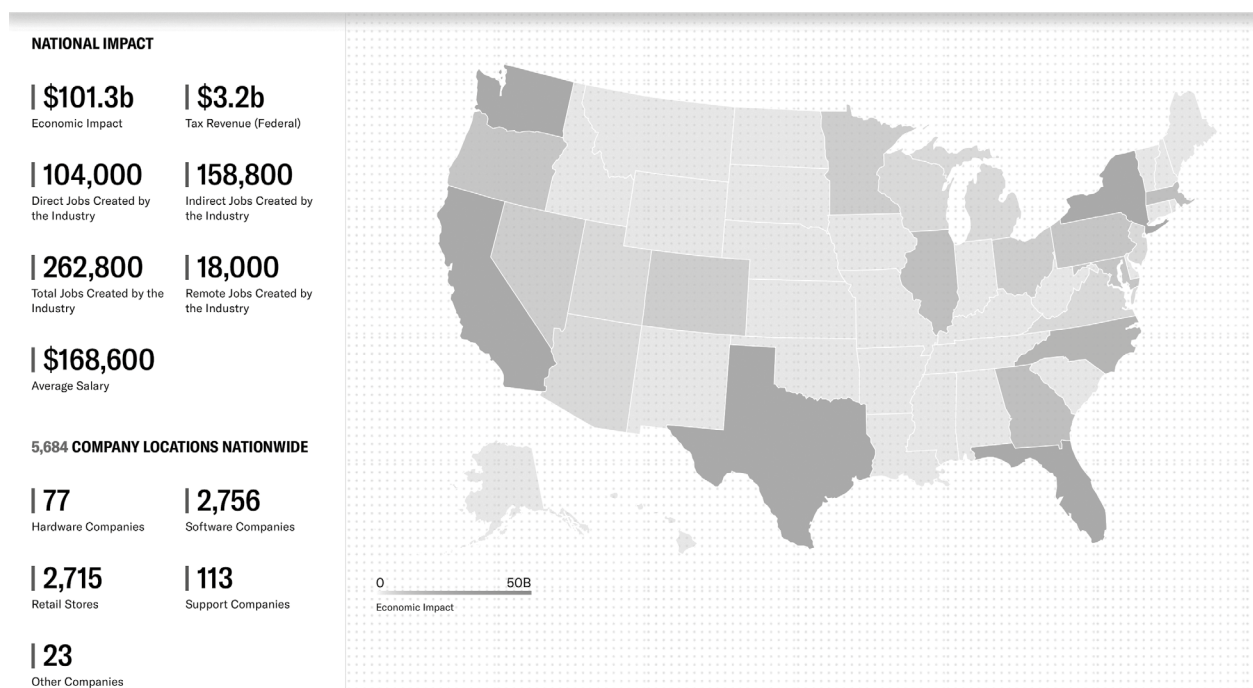 NATIONAL IMPACT
$101.3b
Economic Impact
$3.2b
Tax Revenue (Federal)
104,000
Direct Jobs Created by
the Industry
158,800
Indirect Jobs Created by
the Industry
262,800
Total Jobs Created by the
Industry
18,000
Remote Jobs Created by
the Industry
$168,600
Average Salary
5,684 COMPANY LOCATIONS NATIONWIDE
77
Hardware Companies
2,756
Software Companies
2,715
Retail Stores
113
Support Companies
23
Other Companies
0 50B
Economic Impact